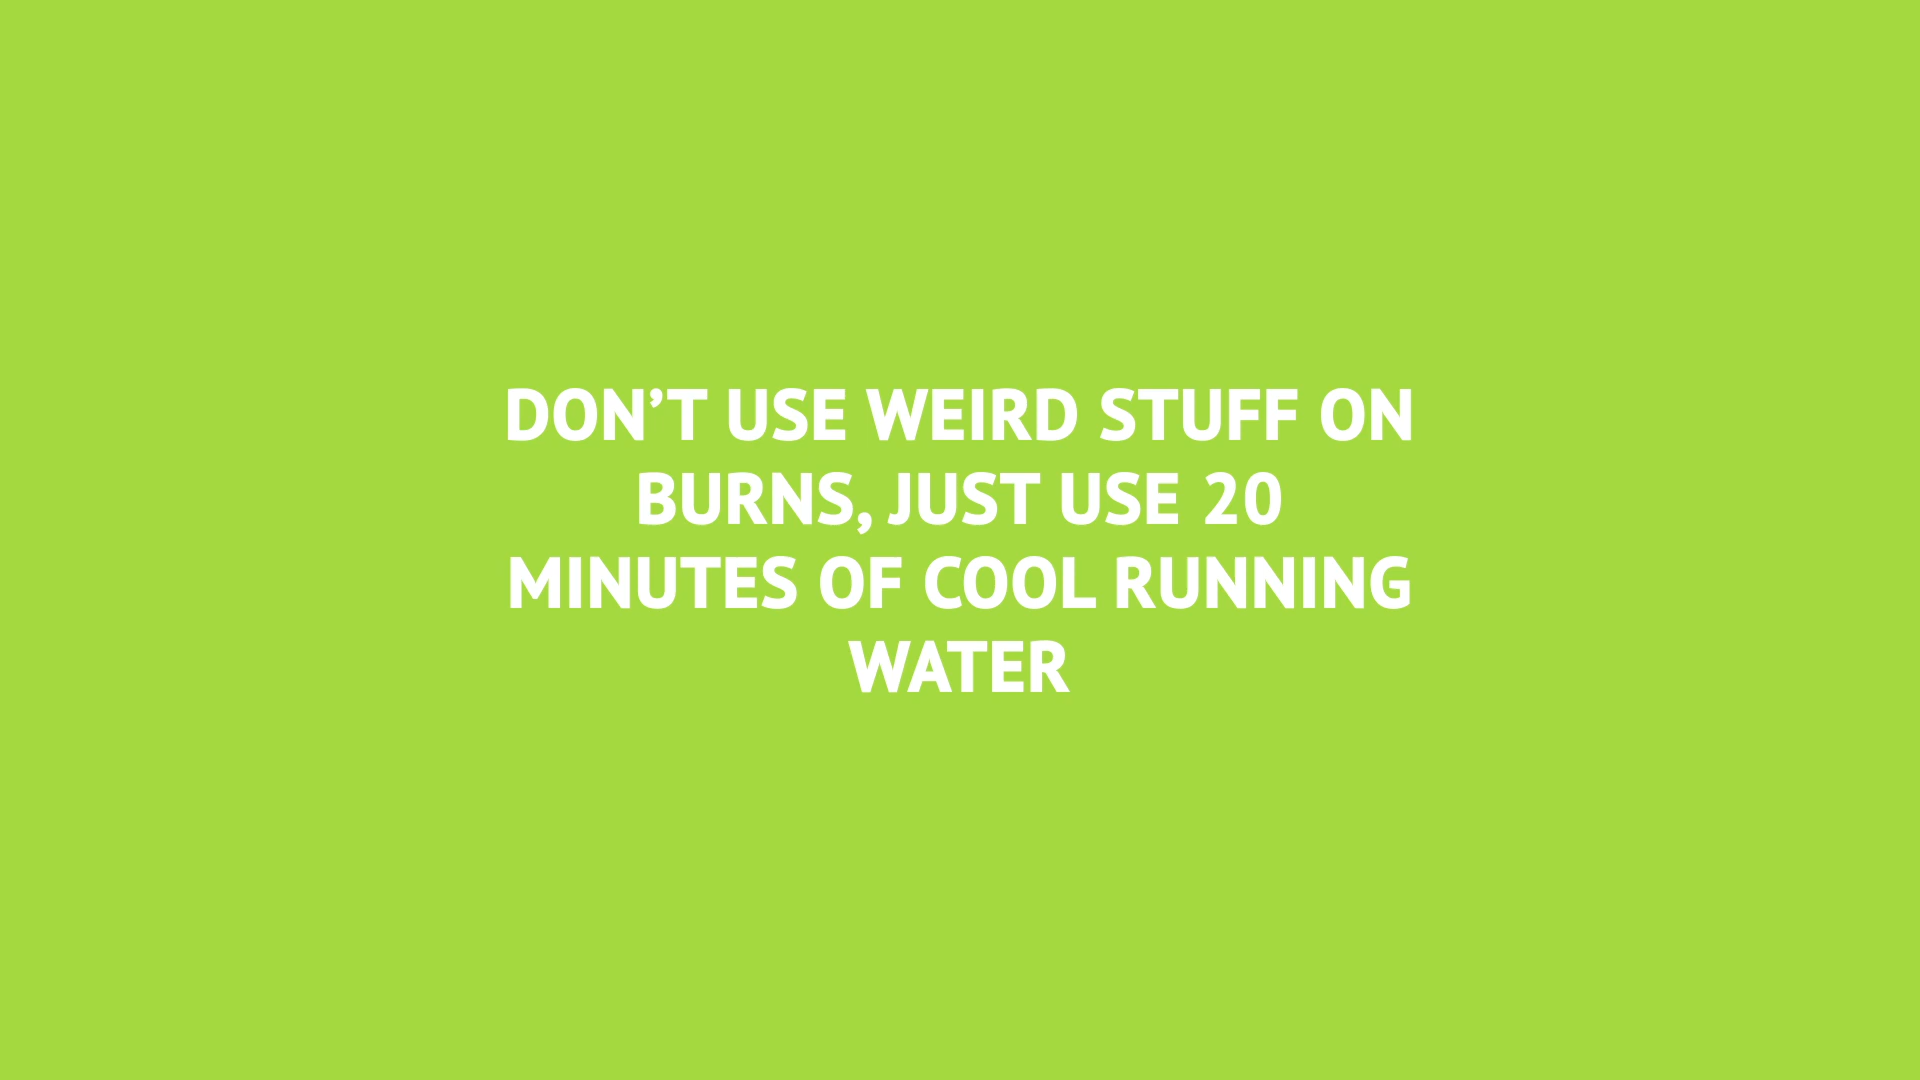 DON’T USE WEIRD STUFF ON
BURNS, JUST USE 20
MINUTES OF COOL RUNNING
WATER